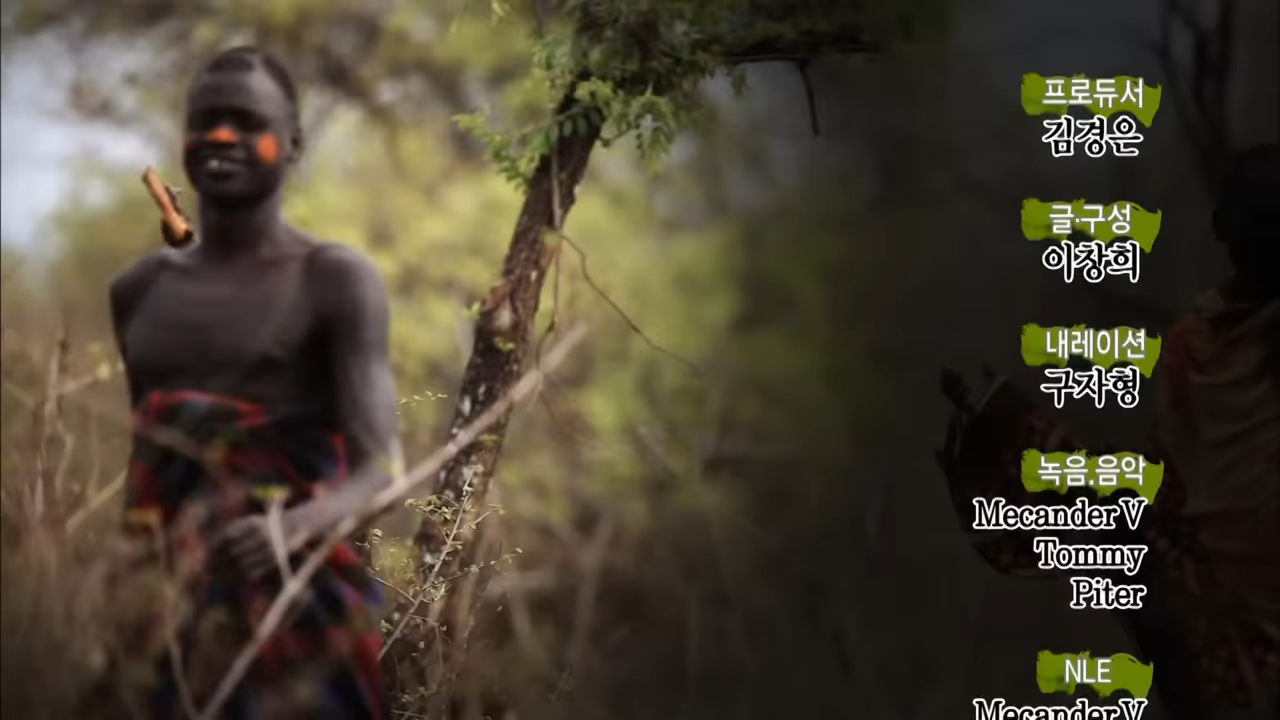 프로듀서
김경은
글·구성
이창희
내레이션
구자형
녹음.음악
Mecander V
Tommy
Piter
NLE
Mecander V